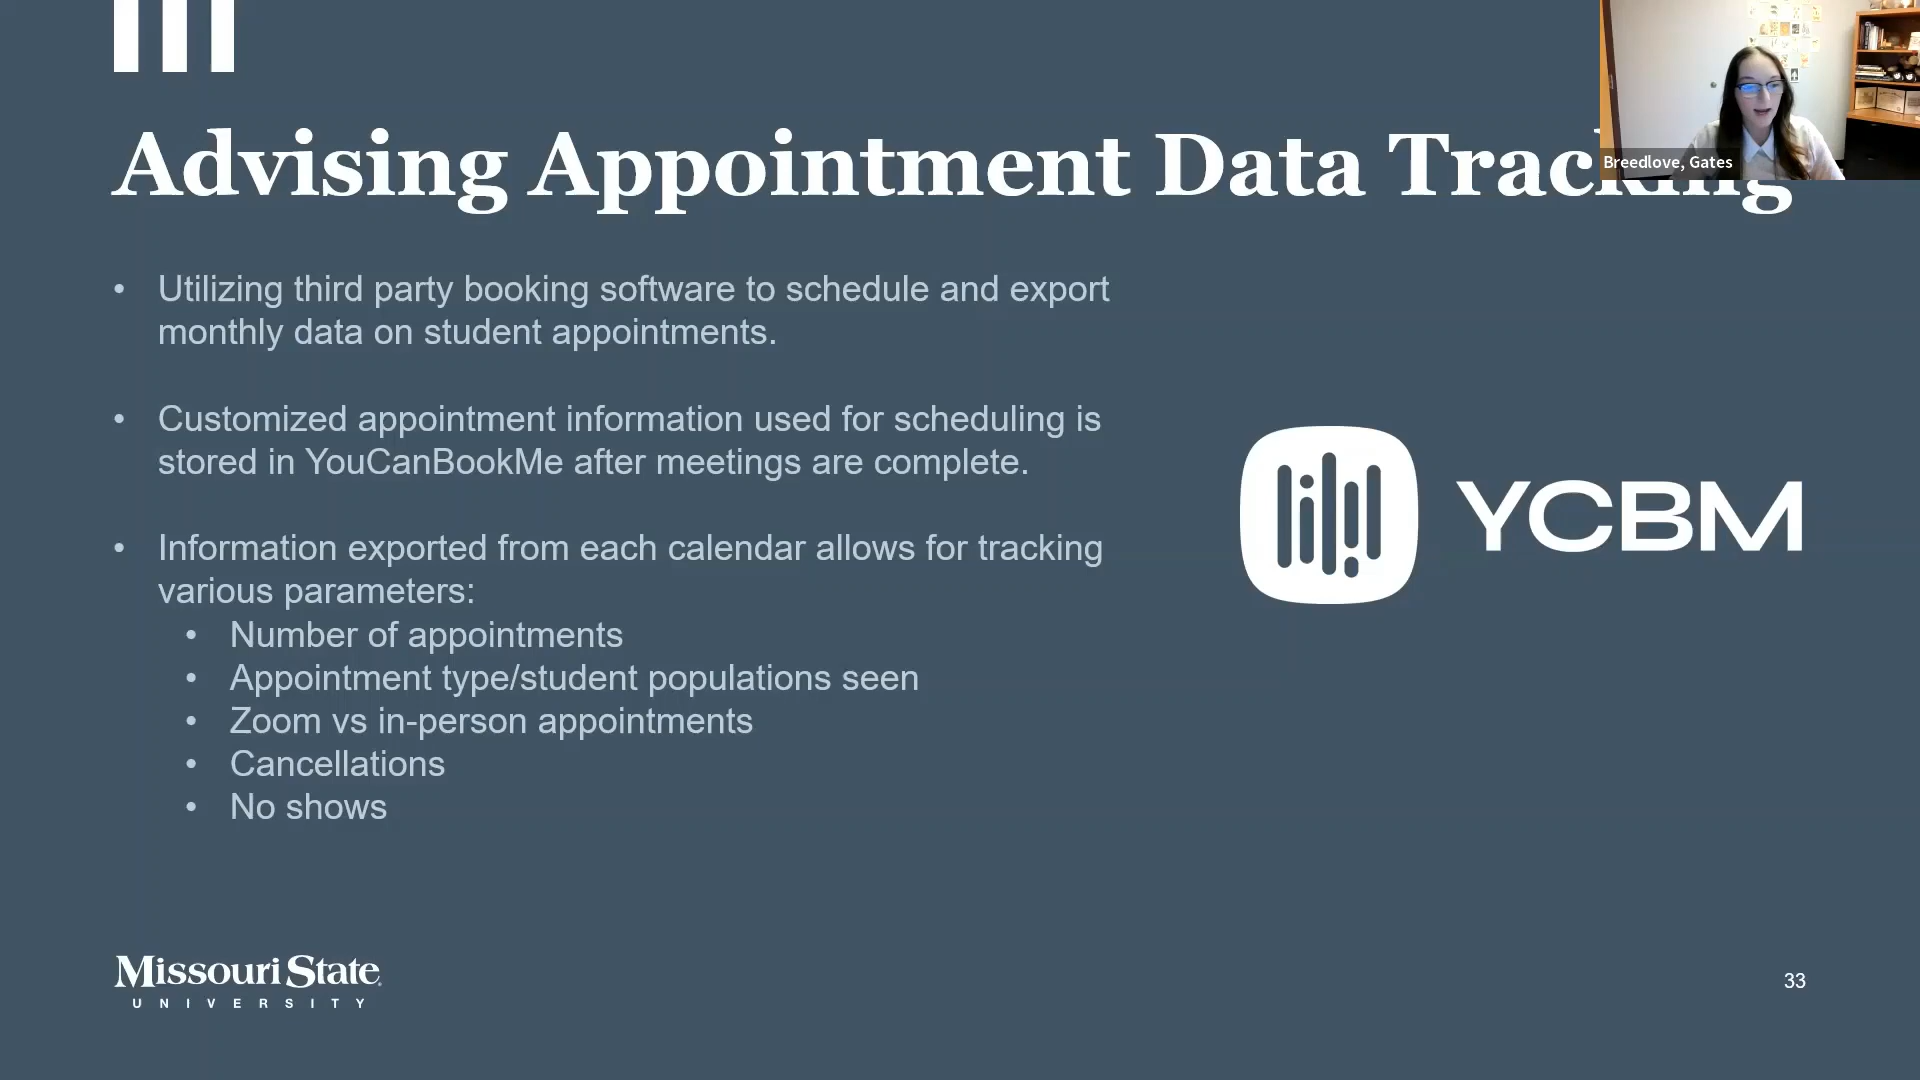 Advising Appointment Data Tracking
Breedlove, Gates
• Utilizing third party booking software to schedule and export
monthly data on student appointments.
• Customized appointment information used for scheduling is
stored in YouCanBookMe after meetings are complete.
• Information exported from each calendar allows for tracking
various parameters:
• Number of appointments
• Appointment type/student populations seen
• Zoom vs in-person appointments
• Cancellations
• No shows
YCBM
Missouri State
UNIVERSITY
33